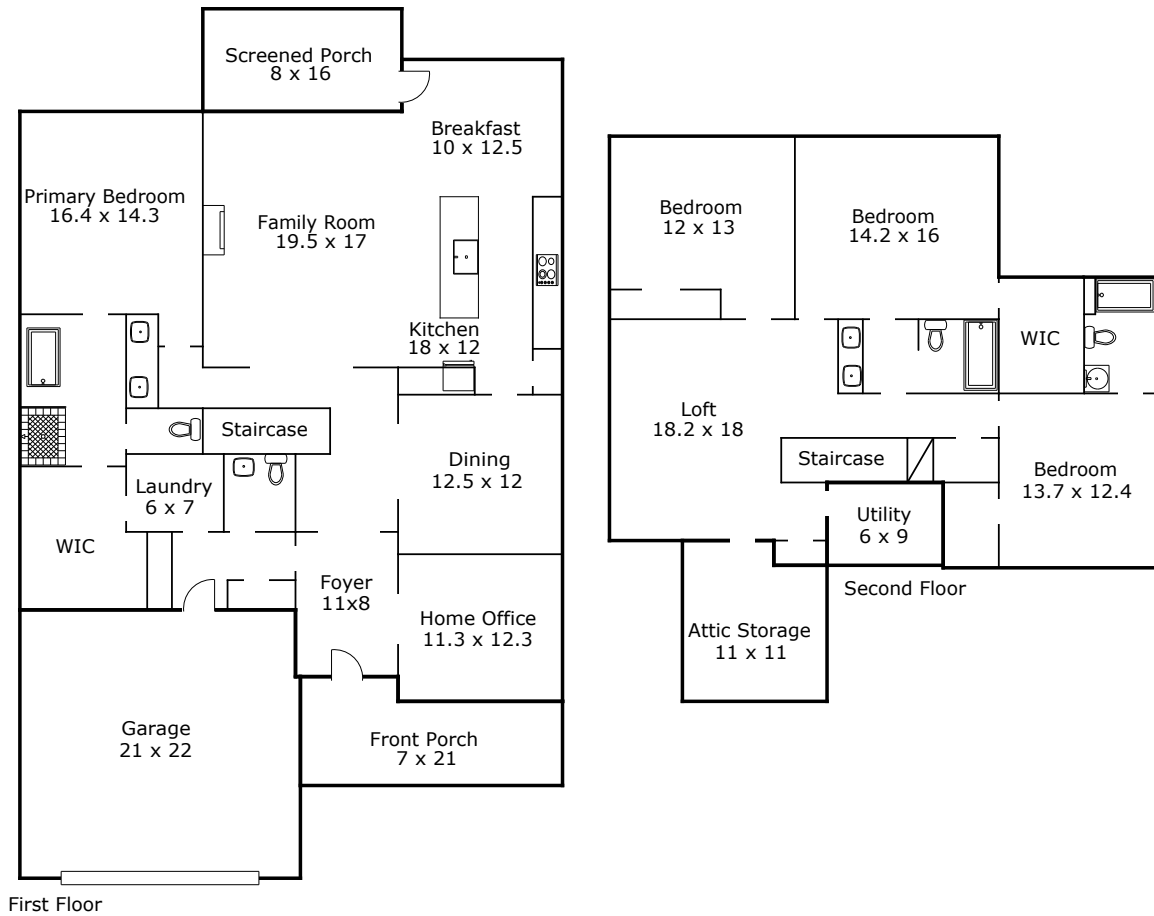 Screened Porch
8 x 16
Breakfast
10 x 12.5
Primary Bedroom
16.4 x 14.3
Family Room
19.5 x 17
Kitchen
18 x 12
Staircase
Dining
12.5 x 12
Laundry
6 x 7
WIC
Foyer
11x8
Home Office
11.3 x 12.3
Garage
21 x 22
Front Porch
7 x 21
First Floor
Bedroom
12 x 13
Bedroom
14.2 x 16
WIC
Loft
18.2 x 18
Staircase
Bedroom
13.7 x 12.4
Utility
6 x 9
Second Floor
Attic Storage
11 x 11